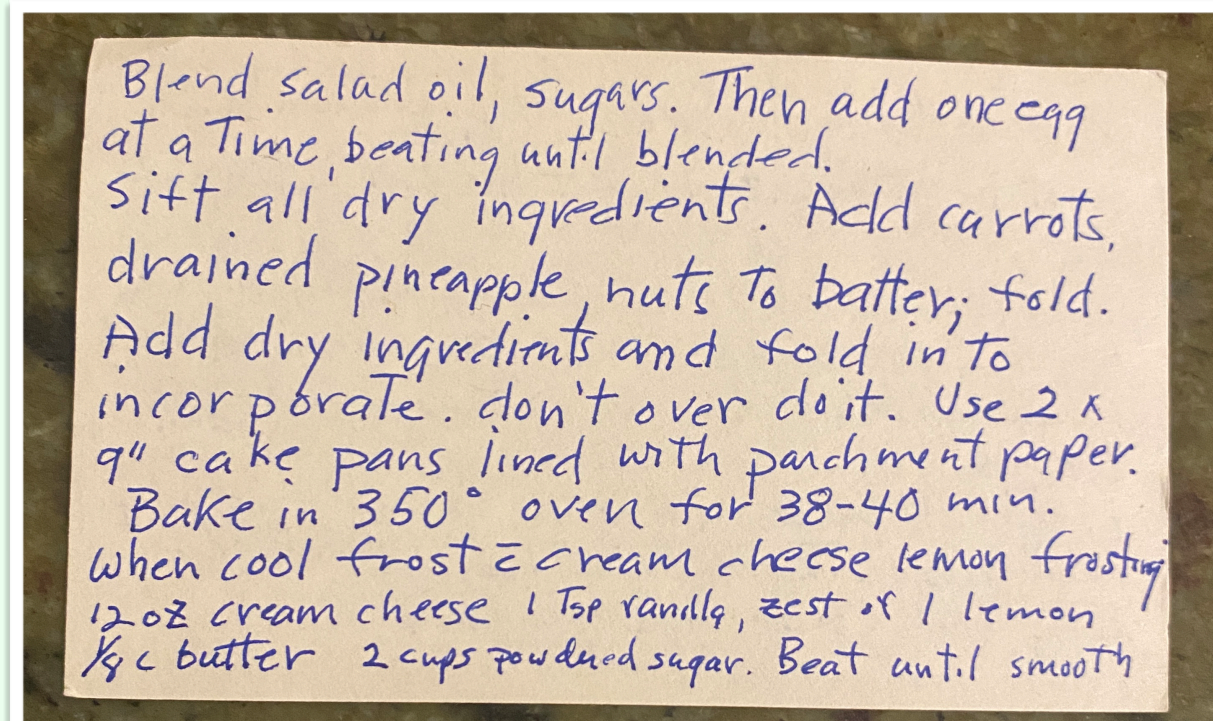 Blend salad oil, sugars. Then add one egg
at a Time, beating until blended.
Sift all dry ingredients. Add carrots,
drained pineapple, nuts To batter; fold.
Add dry ingredients and fold in To
incorporaTe. don't over do it. Use 2 x
9" cake pans lined with parchment paper.
Bake in 350° oven for 38-40 min.
When cool frost c̄ cream cheese lemon frosting
12 oz cream cheese 1 Tsp vanilla, zest of 1 lemon
1/8 c butter 2 cups powdered sugar. Beat until smooth